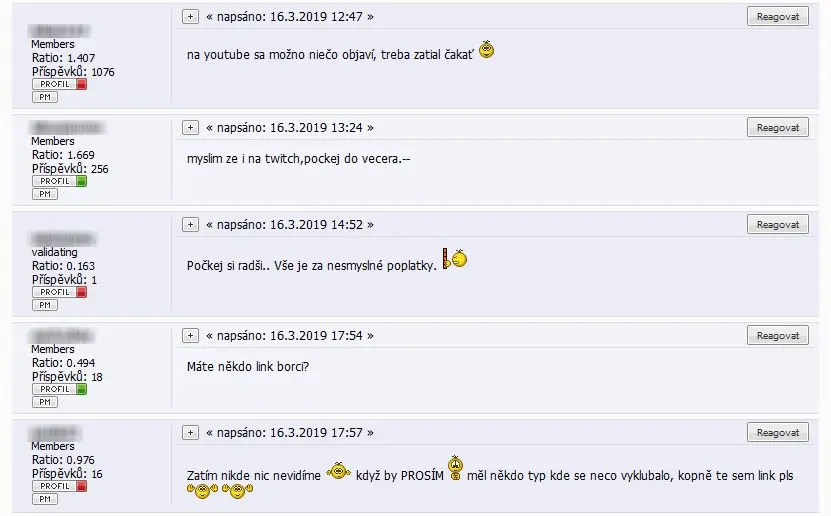 + « napsáno: 16.3.2019 12:47 » Reagovat
Members
Ratio: 1.407
Příspěvků: 1076
PROFIL
PM
na youtube sa možno niečo objaví, treba zatial čakať
+ « napsáno: 16.3.2019 13:24 » Reagovat
Members
Ratio: 1.669
Příspěvků: 256
PROFIL
PM
myslim ze i na twitch,pockej do vecera.--
+ « napsáno: 16.3.2019 14:52 » Reagovat
validating
Ratio: 0.163
Příspěvků: 1
PROFIL
PM
Počkej si radši.. Vše je za nesmyslné poplatky.
+ « napsáno: 16.3.2019 17:54 » Reagovat
Members
Ratio: 0.494
Příspěvků: 18
PROFIL
PM
Máte někdo link borci?
+ « napsáno: 16.3.2019 17:57 » Reagovat
Members
Ratio: 0.976
Příspěvků: 16
PROFIL
PM
Zatím nikde nic nevidíme když by PROSÍM měl někdo typ kde se neco vyklubalo, kopně te sem link pls